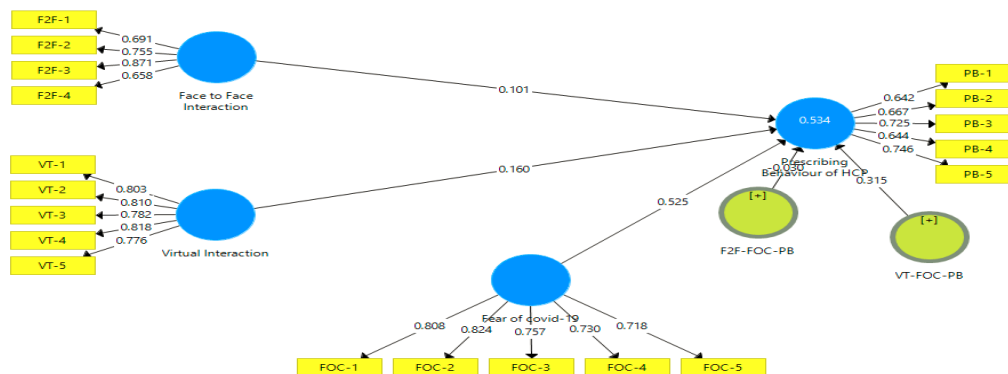 F2F-1
F2F-2
F2F-3
F2F-4
0.691
0.755
0.871
0.658
Face to Face
Interaction
0.101
VT-1
VT-2
VT-3
VT-4
VT-5
0.803
0.810
0.782
0.818
0.776
Virtual Interaction
0.160
0.534
Prescribing
Behaviour of HCP
0.642
0.667
0.725
0.644
0.746
PB-1
PB-2
PB-3
PB-4
PB-5
-0.030
0.315
0.525
[+]
F2F-FOC-PB
[+]
VT-FOC-PB
Fear of covid-19
0.808
0.824
0.757
0.730
0.718
FOC-1
FOC-2
FOC-3
FOC-4
FOC-5